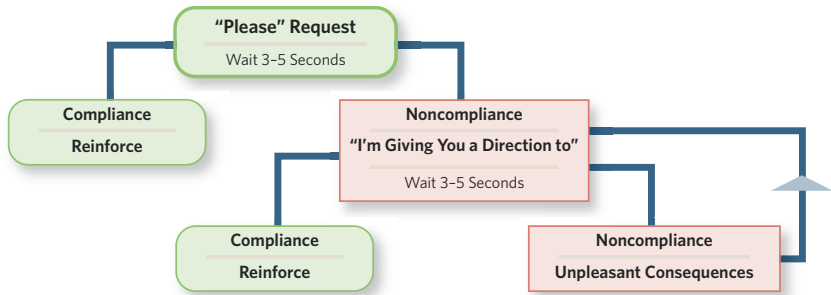 “Please” Request
Wait 3–5 Seconds
Compliance
Reinforce
Noncompliance
“I’m Giving You a Direction to”
Wait 3–5 Seconds
Compliance
Reinforce
Noncompliance
Unpleasant Consequences